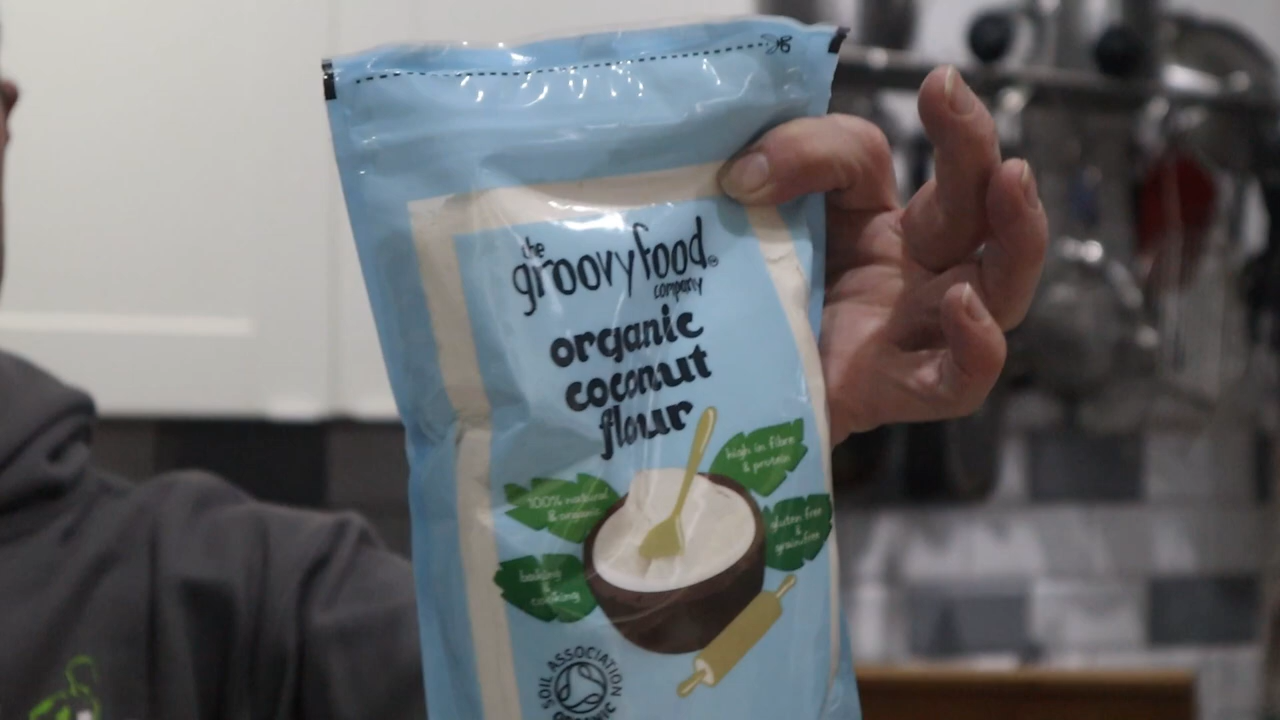 the
groovy food
company
organic
coconut
flour
high in fibre
& protein
100% natural
& organic
gluten free
&
grain free
baking
&
cooking
SOIL ASSOCIATION
ORGANIC